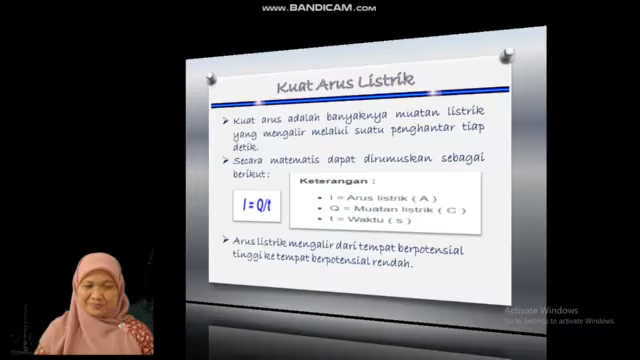 WWW.BANDICAM.COM
Kuat Arus Listrik
➢ Kuat arus adalah banyaknya muatan listrik
yang mengalir melalui suatu penghantar tiap
detik.
➢ Secara matematis dapat dirumuskan sebagai
berikut :
Keterangan :
I = Q/t
• I = Arus listrik ( A )
• Q = Muatan listrik ( C )
• t = Waktu ( s )
➢ Arus listrik mengalir dari tempat berpotensial
tinggi ke tempat berpotensial rendah.
Activate Windows
Go to Settings to activate Windows.